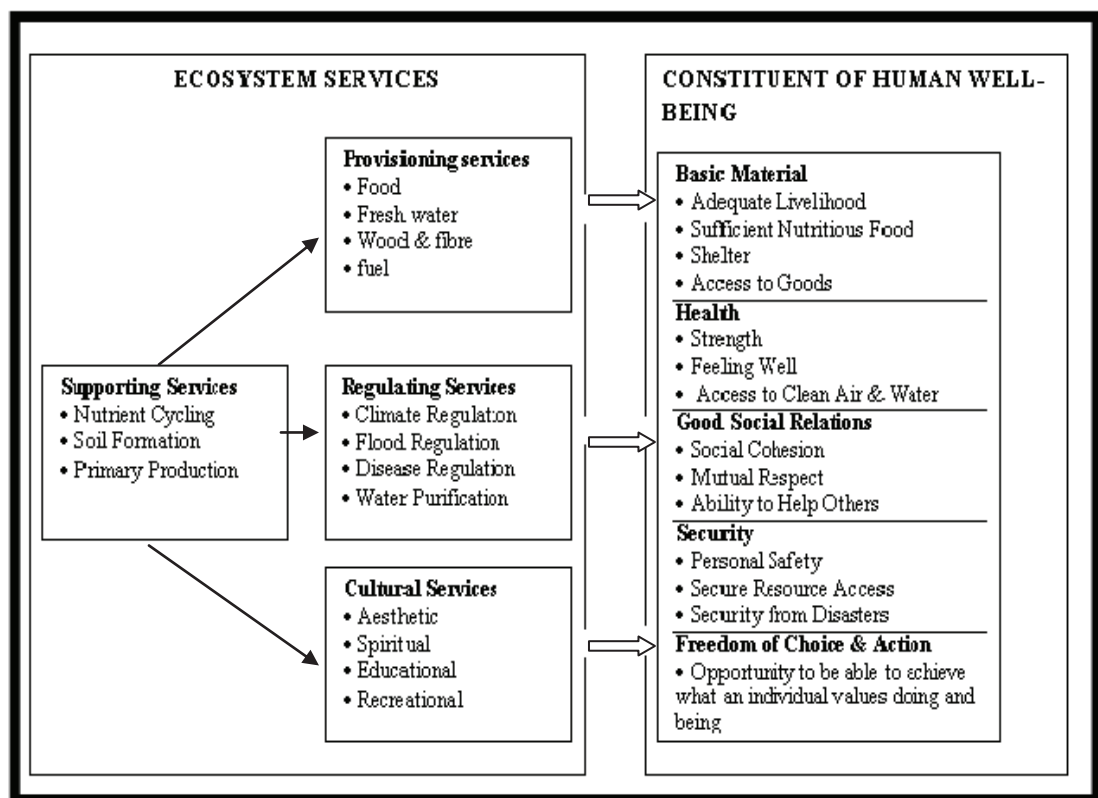 ECOSYSTEM SERVICES
Provisioning services
• Food
• Fresh water
• Wood & fibre
• fuel
Supporting Services
• Nutrient Cycling
• Soil Formation
• Primary Production
Regulating Services
• Climate Regulation
• Flood Regulation
• Disease Regulation
• Water Purification
Cultural Services
• Aesthetic
• Spiritual
• Educational
• Recreational
CONSTITUENT OF HUMAN WELL-
BEING
Basic Material
• Adequate Livelihood
• Sufficient Nutritious Food
• Shelter
• Access to Goods
Health
• Strength
• Feeling Well
• Access to Clean Air & Water
Good Social Relations
• Social Cohesion
• Mutual Respect
• Ability to Help Others
Security
• Personal Safety
• Secure Resource Access
• Security from Disasters
Freedom of Choice & Action
• Opportunity to be able to achieve
what an individual values doing and
being